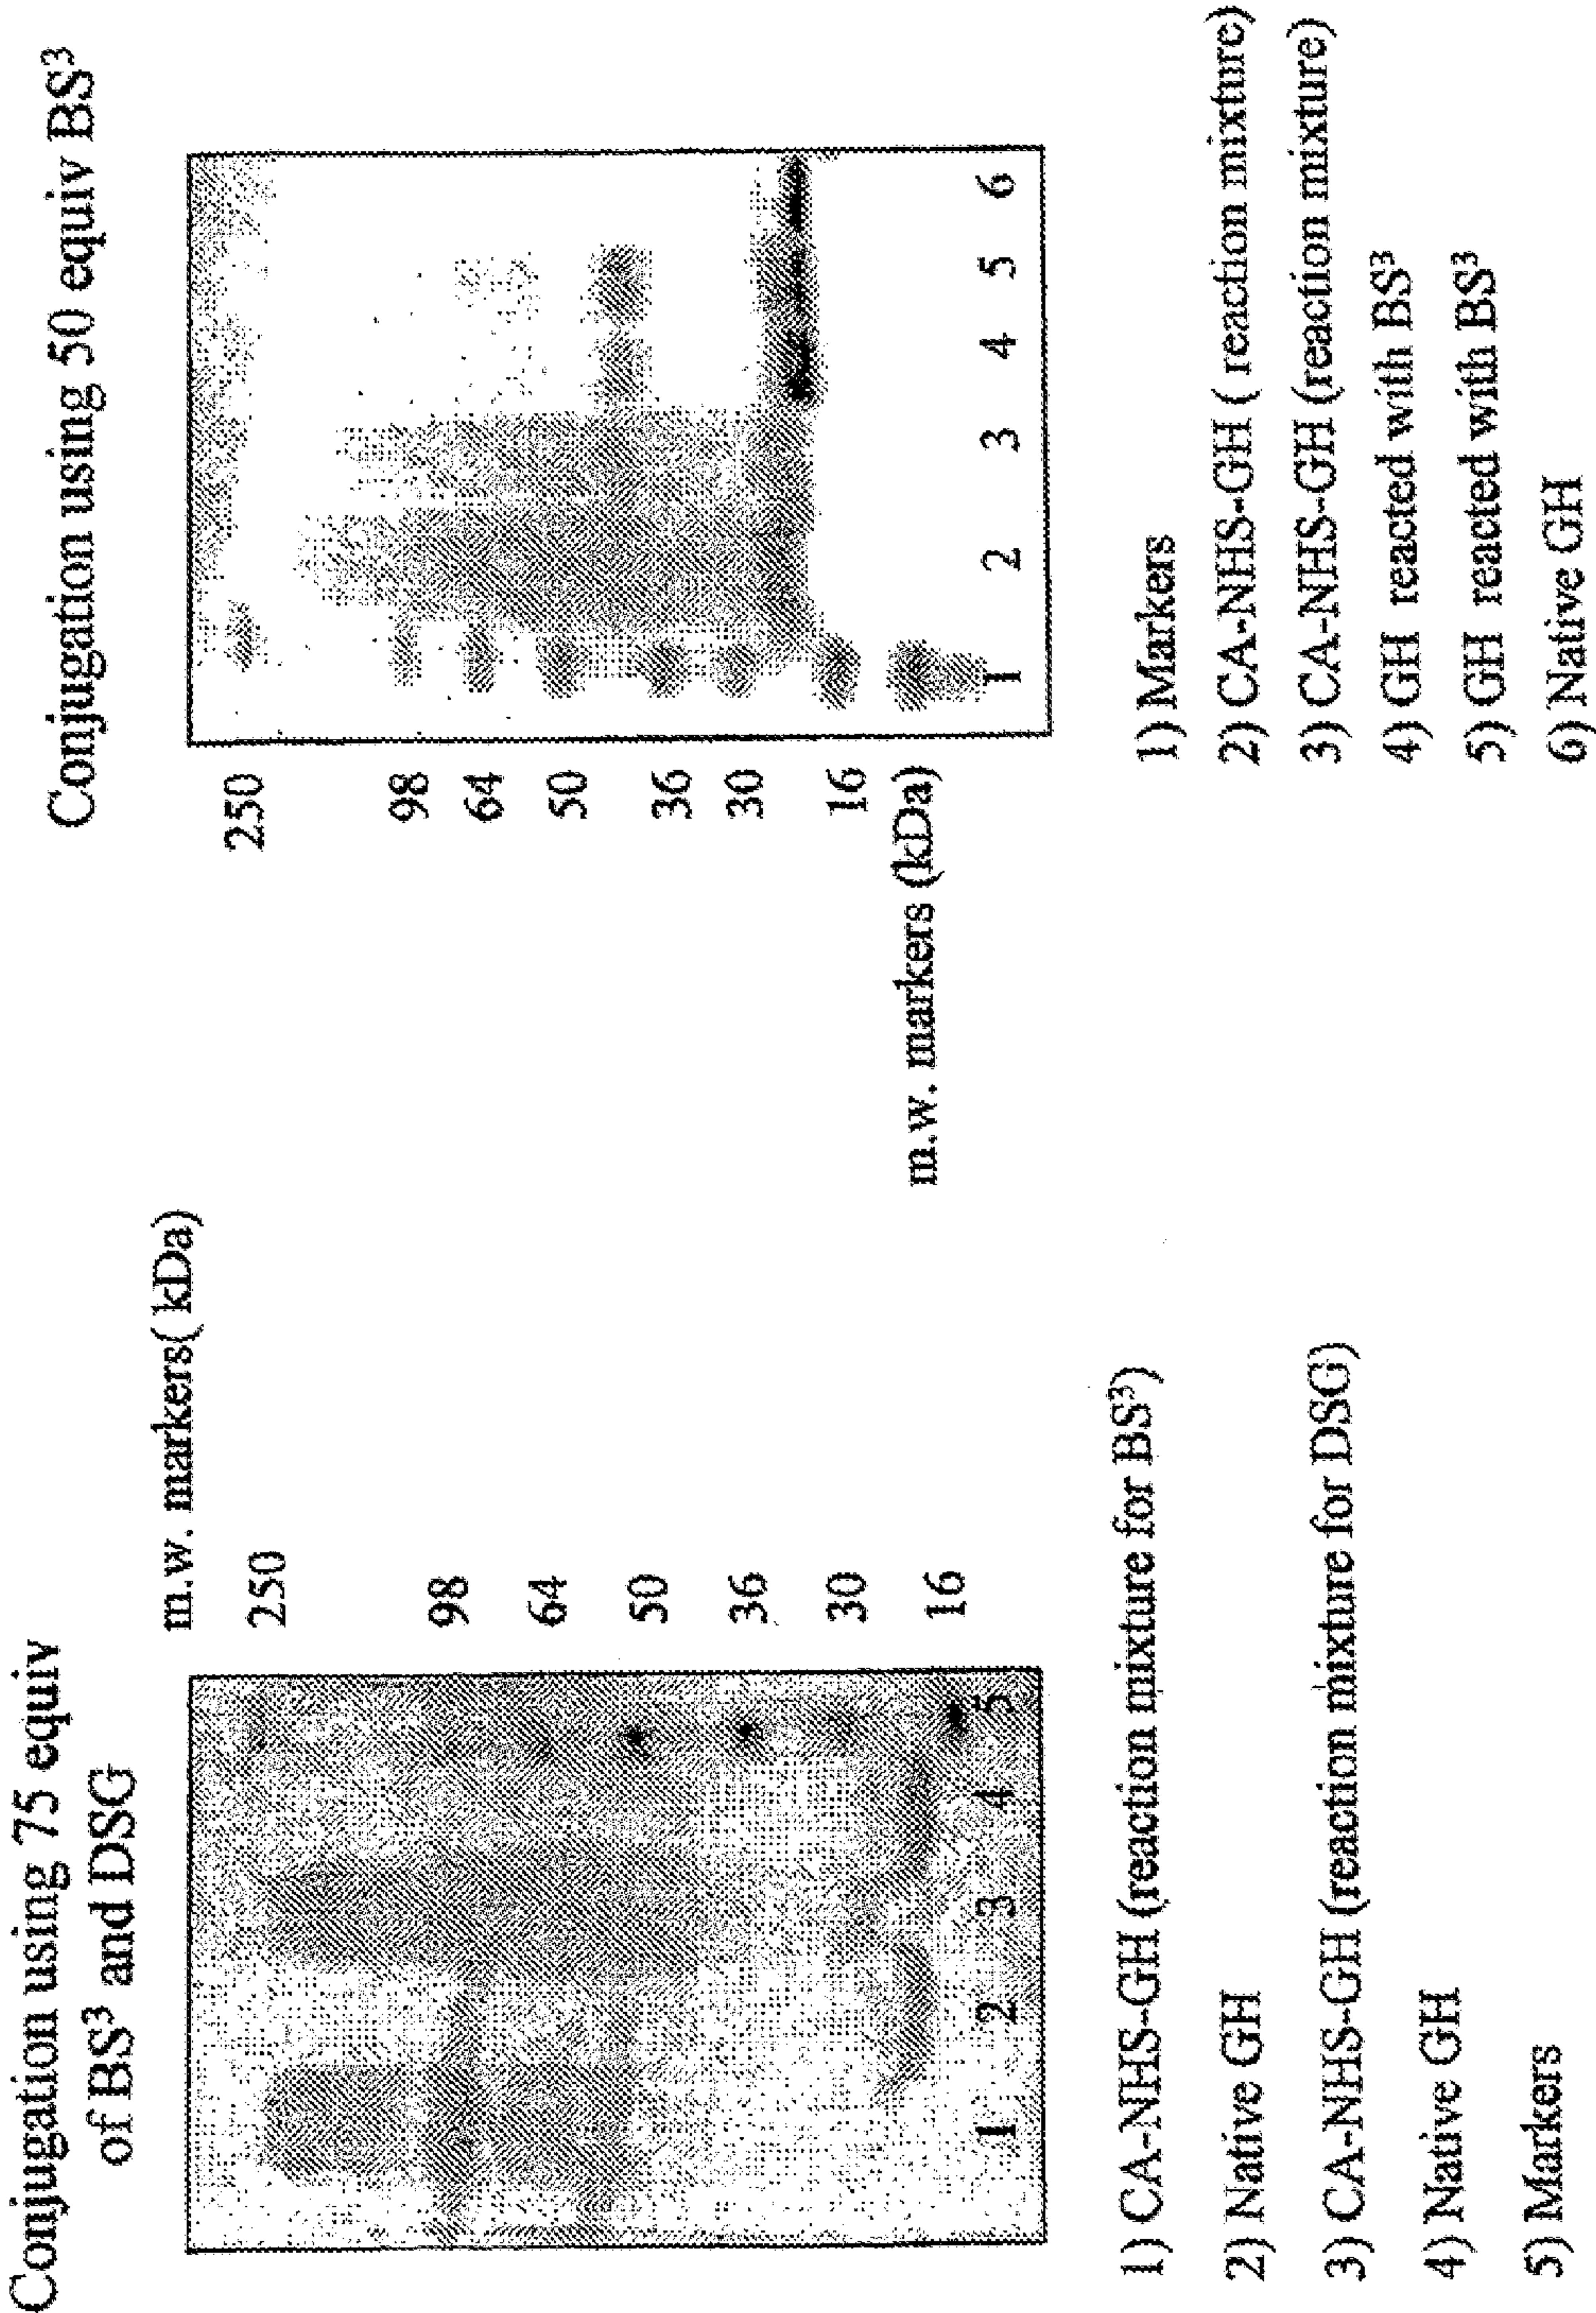 Conjugation using 75 equiv
of BS³ and DSG
m.w. markers( kDa)
250
98
64
50
36
30
16
1 2 3 4 5
1) CA-NHS-GH (reaction mixture for BS³)
2) Native GH
3) CA-NHS-GH (reaction mixture for DSG)
4) Native GH
5) Markers
Conjugation using 50 equiv BS³
250
98
64
50
36
30
16
m.w. markers (kDa)
1 2 3 4 5 6
1) Markers
2) CA-NHS-GH ( reaction mixture)
3) CA-NHS-GH (reaction mixture)
4) GH reacted with BS³
5) GH reacted with BS³
6) Native GH